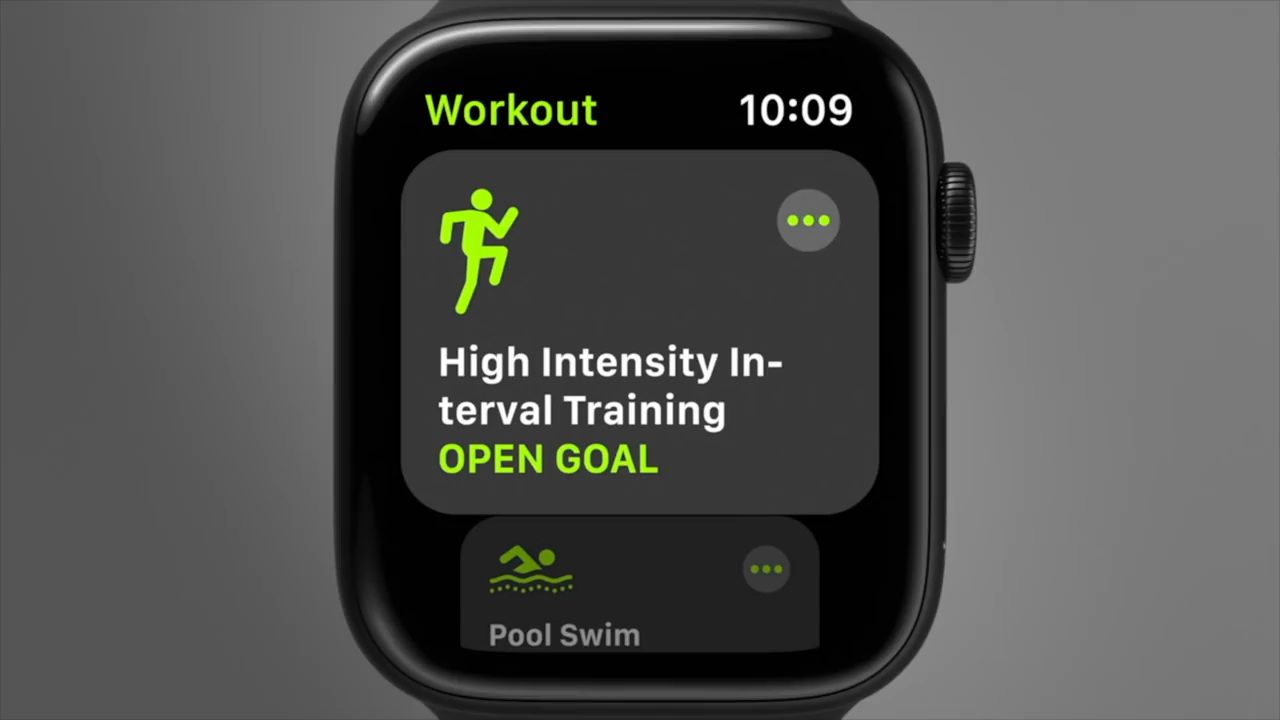 Workout 10:09
High Intensity In-
terval Training
OPEN GOAL
Pool Swim